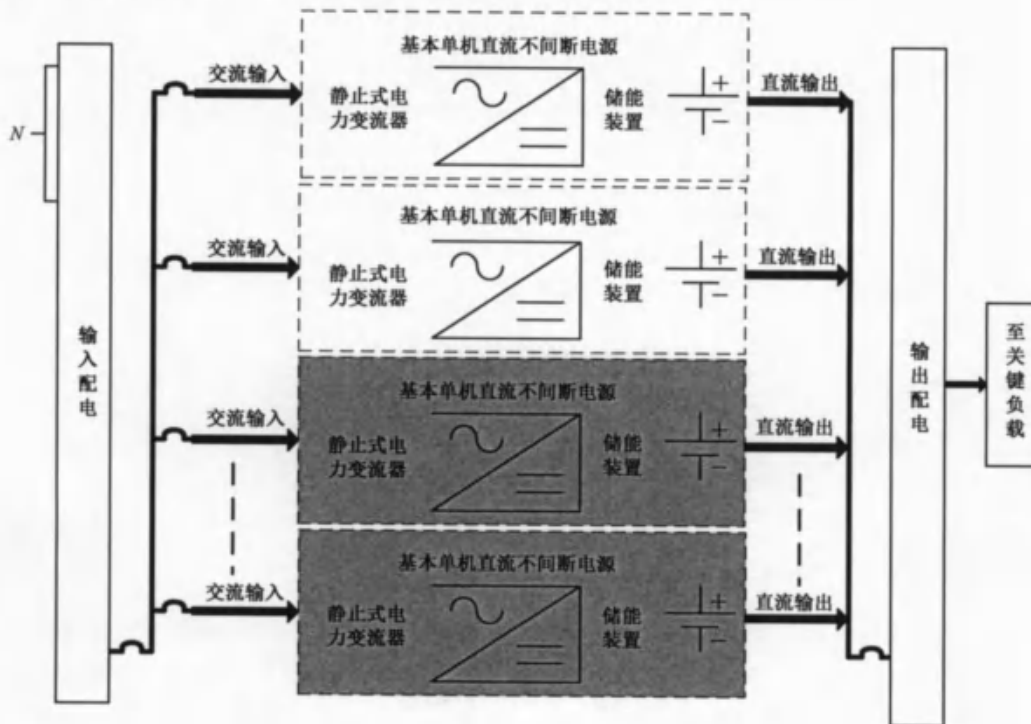 N
输入配电
基本单机直流不间断电源
交流输入
静止式电
力变流器
储能
装置
+
−
直流输出
基本单机直流不间断电源
交流输入
静止式电
力变流器
储能
装置
+
−
直流输出
基本单机直流不间断电源
交流输入
静止式电
力变流器
储能
装置
+
−
直流输出
基本单机直流不间断电源
交流输入
静止式电
力变流器
储能
装置
+
−
直流输出
输出配电
至关键负载